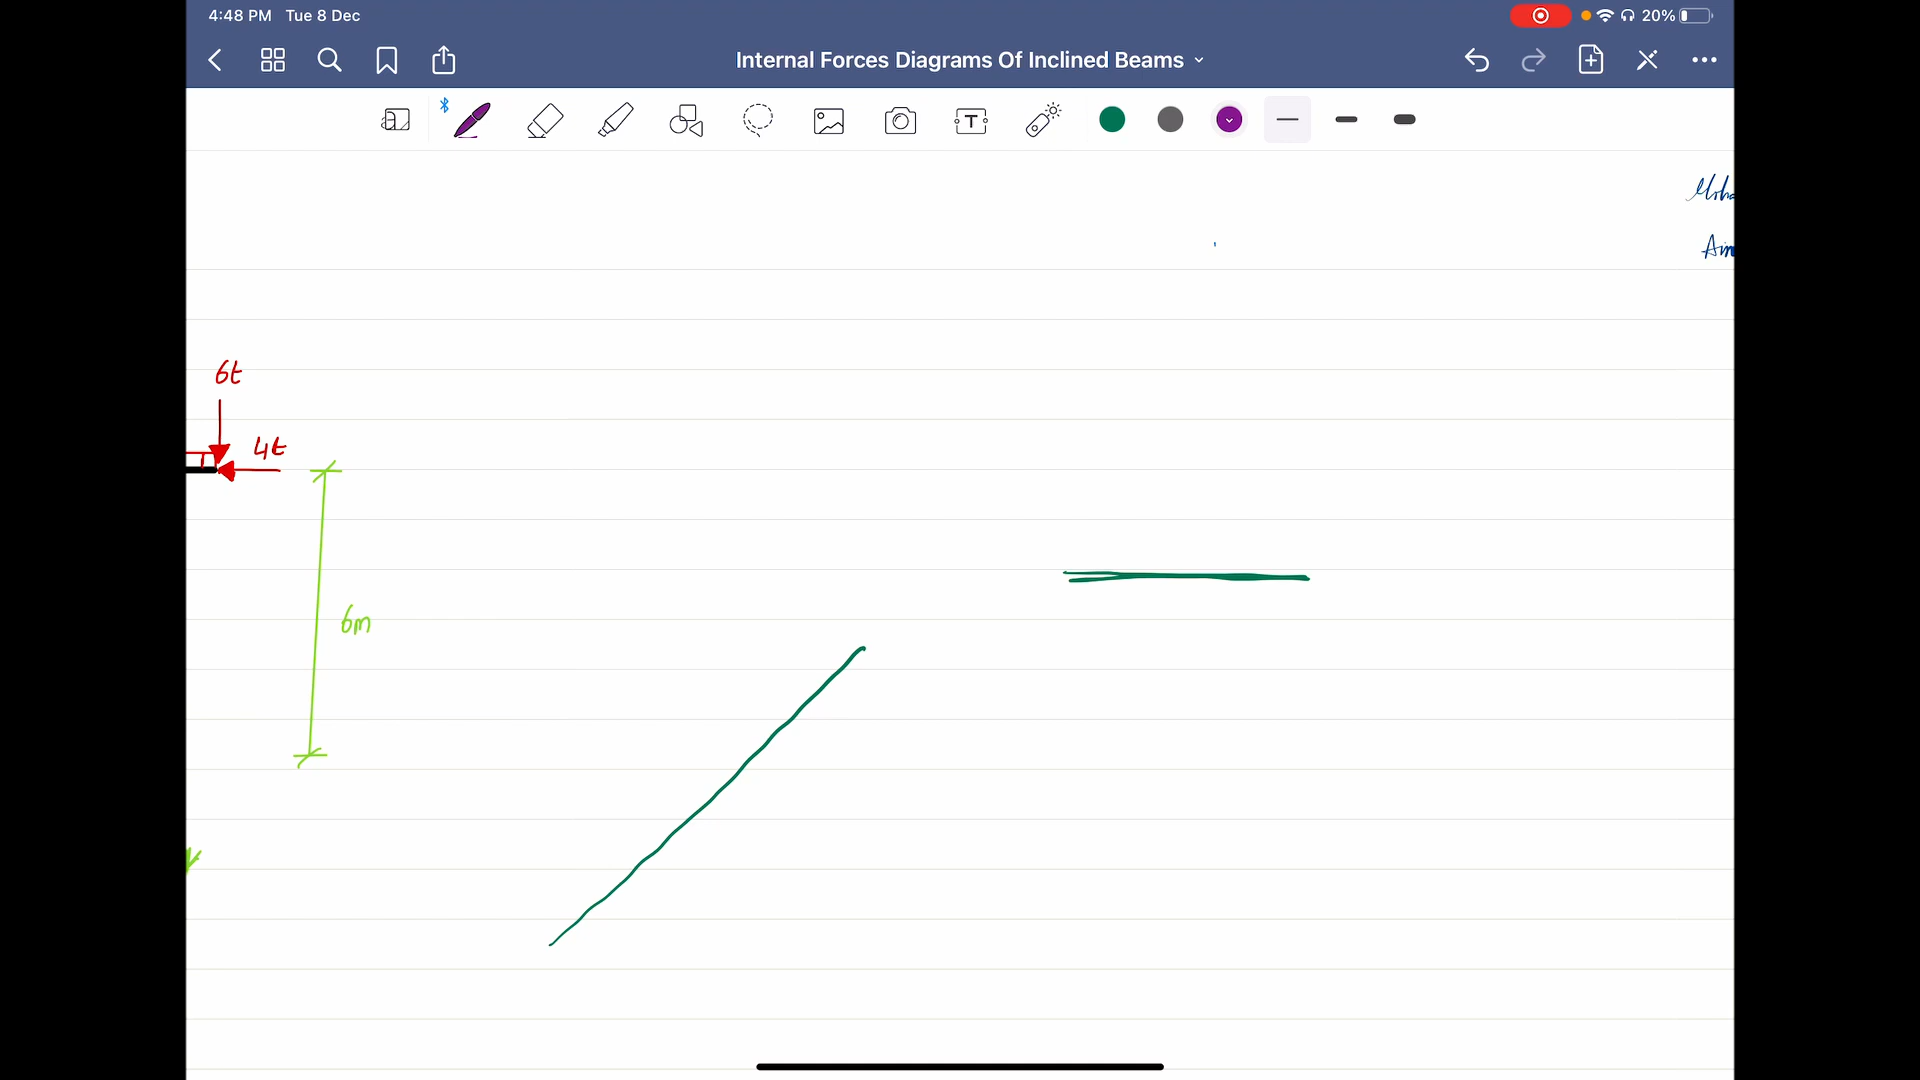 4:48 PM Tue 8 Dec
20%
Internal Forces Diagrams Of Inclined Beams
T
6t
4t
6m